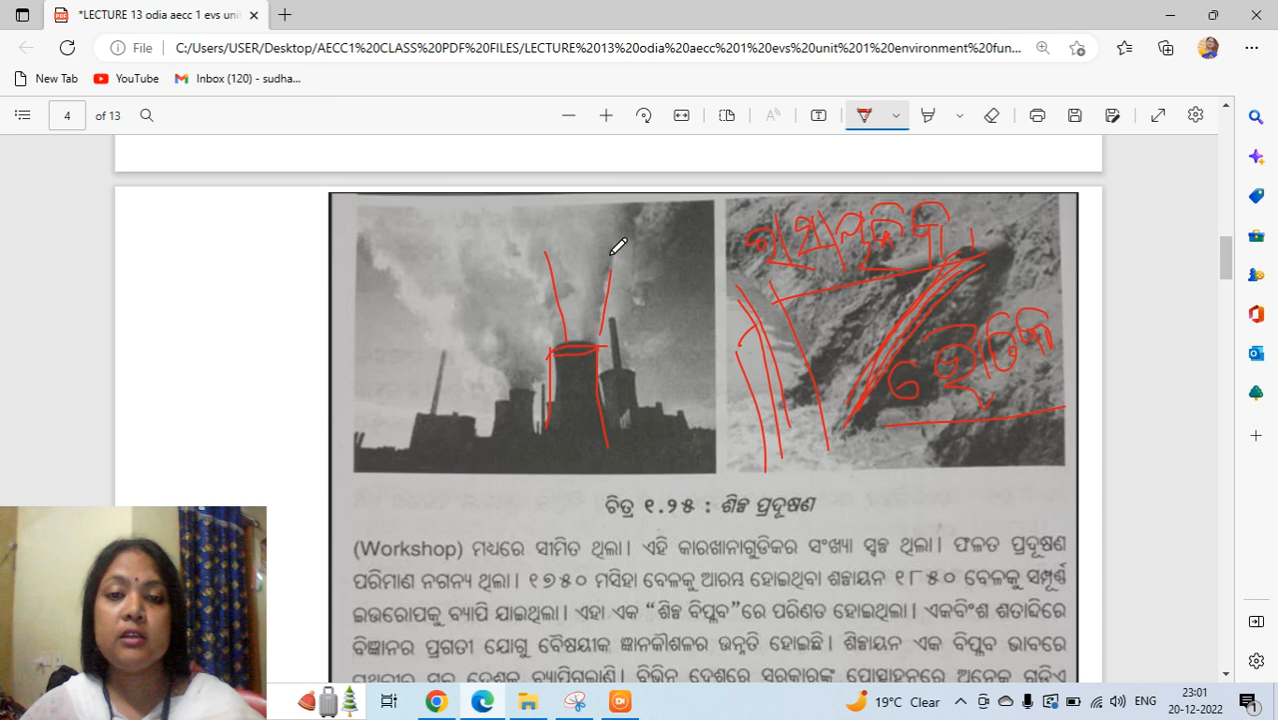 *LECTURE 13 odia aecc 1 evs uni
File
C:/Users/USER/Desktop/AECC1%20CLASS%20PDF%20FILES/LECTURE%2013%20odia%20aecc%201%20evs%20unit%201%20environment%20fun...
New Tab YouTube Inbox (120) - sudha...
4 of 13
ଚିତ୍ର ୧.୨୫ : ଶିଳ୍ପ ପ୍ରଦୂଷଣ
(Workshop) ମଧ୍ୟରେ ସୀମିତ ଥିଲା। ଏହି କାରଖାନାଗୁଡିକର ସଂଖ୍ୟା ସ୍ୱଳ୍ପ ଥିଲା। ଫଳତ ପ୍ରଦୂଷଣ
ପରିମାଣ ନଗନ୍ୟ ଥିଲା। ୧୭୫୦ ମସିହା ବେଳକୁ ଆରମ୍ଭ ହୋଇଥିବା ଶିଳ୍ପାୟନ ୧୮୫୦ ବେଳକୁ ସମ୍ପୂର୍ଣ୍ଣ
ଇଉରୋପକୁ ବ୍ୟାପି ଯାଇଥିଲା। ଏହା ଏକ “ଶିଳ୍ପ ବିପ୍ଳବ”ରେ ପରିଣତ ହୋଇଥିଲା। ଏକବିଂଶ ଶତାବ୍ଦିରେ
ବିଜ୍ଞାନର ପ୍ରଗତୀ ଯୋଗୁ ବୈଷୟୀକ ଜ୍ଞାନକୌଶଳର ଉନ୍ନତି ହୋଇଛି। ଶିଳ୍ପାୟନ ଏକ ବିପ୍ଳବ ଭାବରେ
19°C Clear ENG 23:01
20-12-2022